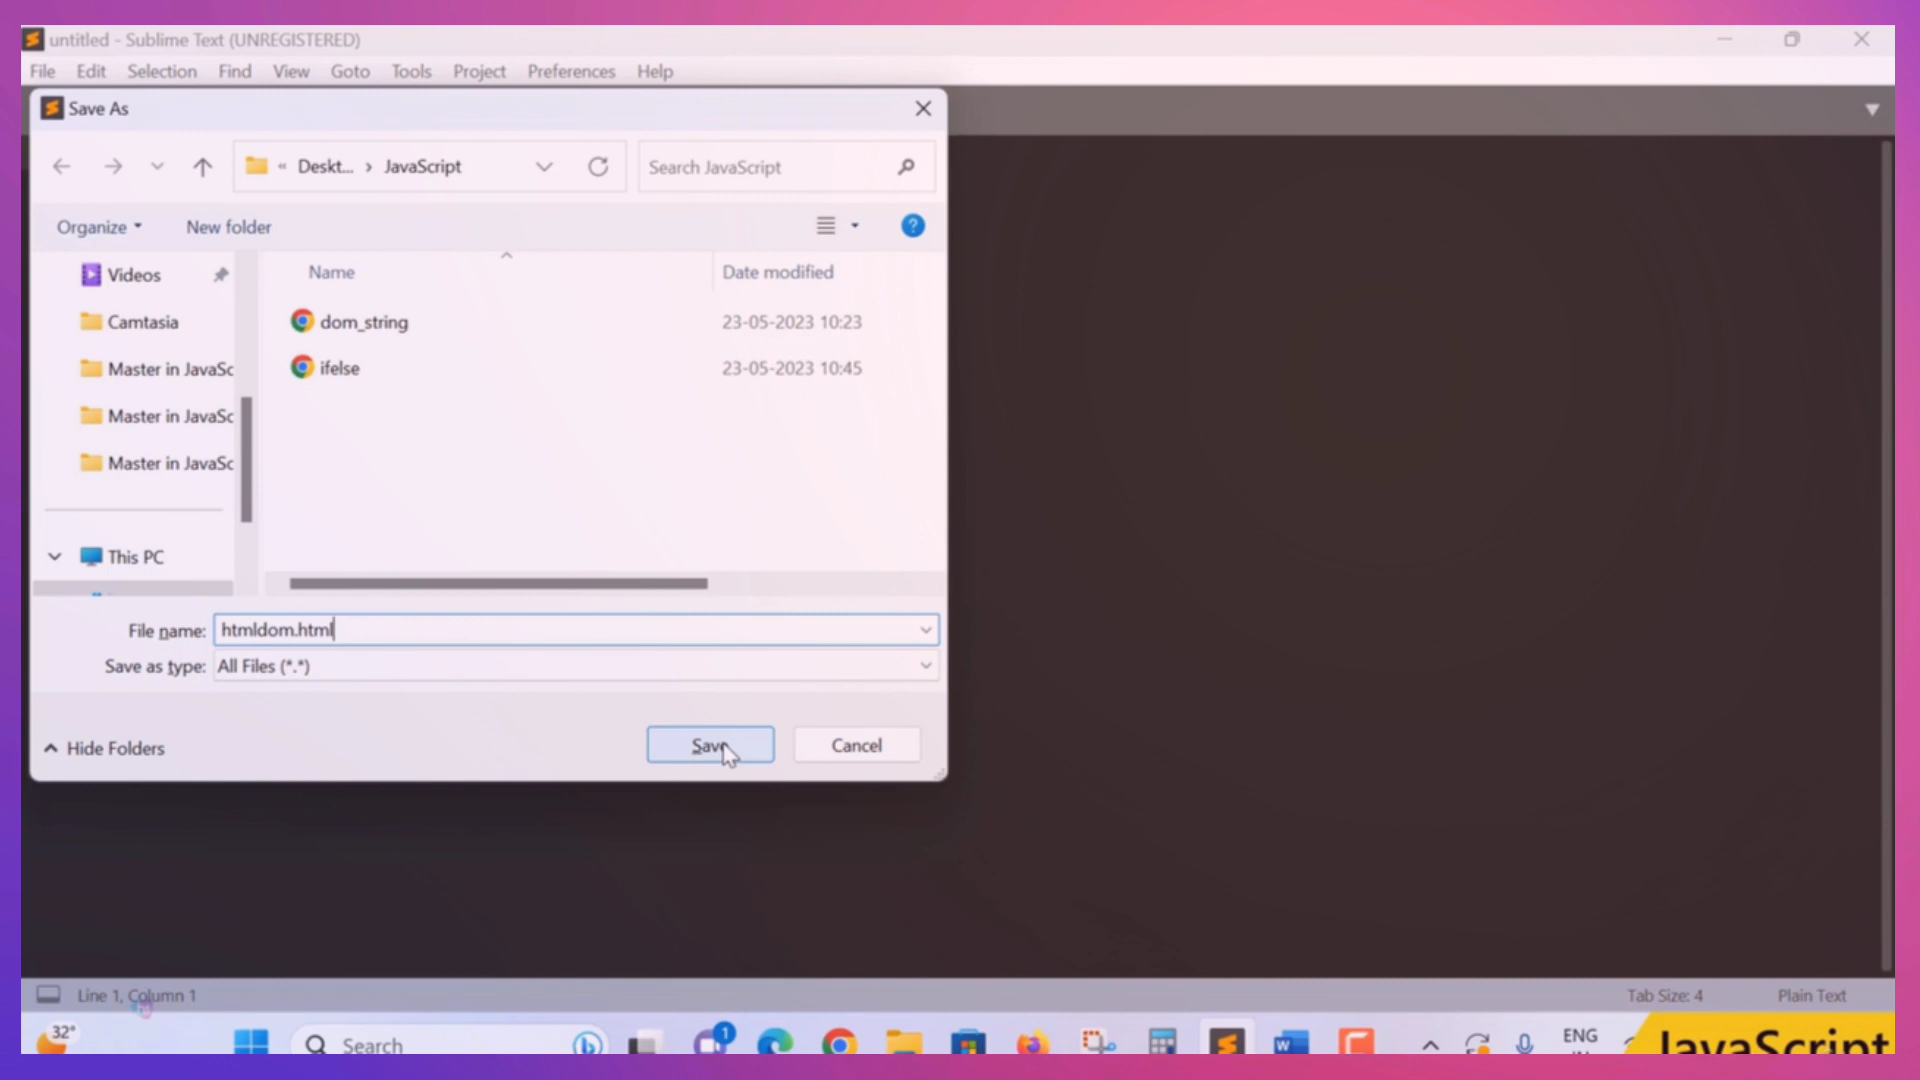 untitled - Sublime Text (UNREGISTERED)
File Edit Selection Find View Goto Tools Project Preferences Help
Save As
« Deskt... › JavaScript
Search JavaScript
Organize
New folder
Name
Date modified
Videos
dom_string
23-05-2023 10:23
Camtasia
ifelse
23-05-2023 10:45
Master in JavaSc
Master in JavaSc
Master in JavaSc
This PC
File name: htmldom.html
Save as type: All Files (*.*)
Hide Folders
Save
Cancel
Line 1, Column 1
Tab Size: 4
Plain Text
32°
Search
1
ENG
JavaScript